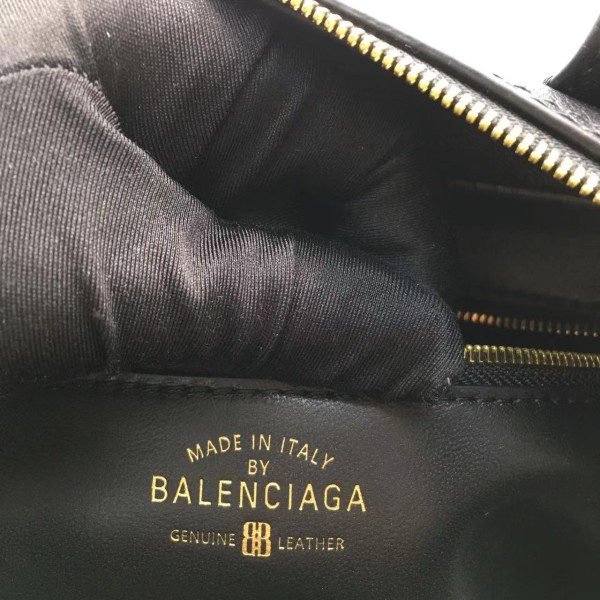 MADE IN ITALY
BY
BALENCIAGA
GENUINE BB LEATHER